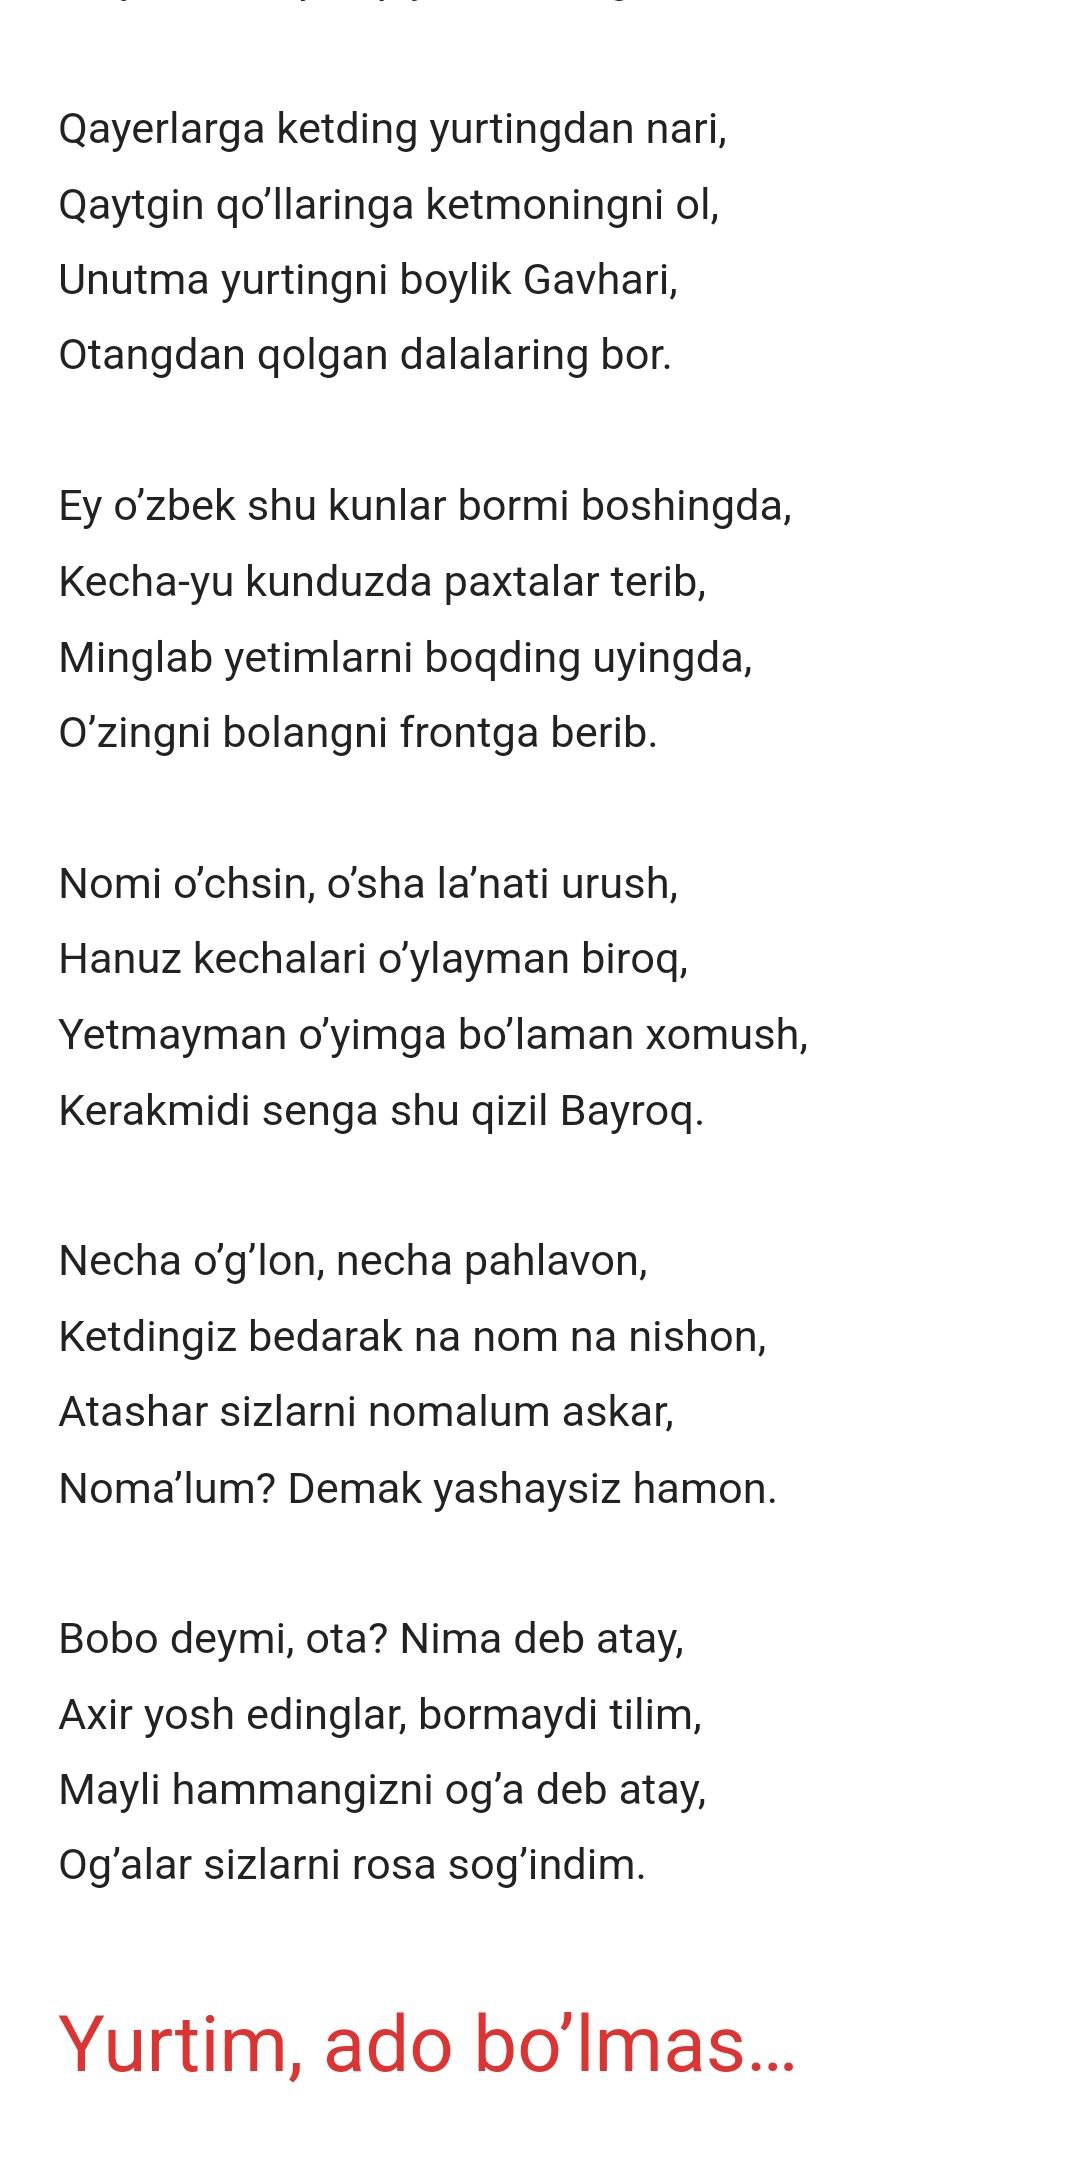 Qayerlarga ketding yurtingdan nari,
Qaytgin qo’llaringa ketmoningni ol,
Unutma yurtingni boylik Gavhari,
Otangdan qolgan dalalaring bor.
Ey o’zbek shu kunlar bormi boshingda,
Kecha-yu kunduzda paxtalar terib,
Minglab yetimlarni boqding uyingda,
O’zingni bolangni frontga berib.
Nomi o’chsin, o’sha la’nati urush,
Hanuz kechalari o’ylayman biroq,
Yetmayman o’yimga bo’laman xomush,
Kerakmidi senga shu qizil Bayroq.
Necha o’g’lon, necha pahlavon,
Ketdingiz bedarak na nom na nishon,
Atashar sizlarni nomalum askar,
Noma’lum? Demak yashaysiz hamon.
Bobo deymi, ota? Nima deb atay,
Axir yosh edinglar, bormaydi tilim,
Mayli hammangizni og’a deb atay,
Og’alar sizlarni rosa sog’indim.
Yurtim, ado bo’lmas...